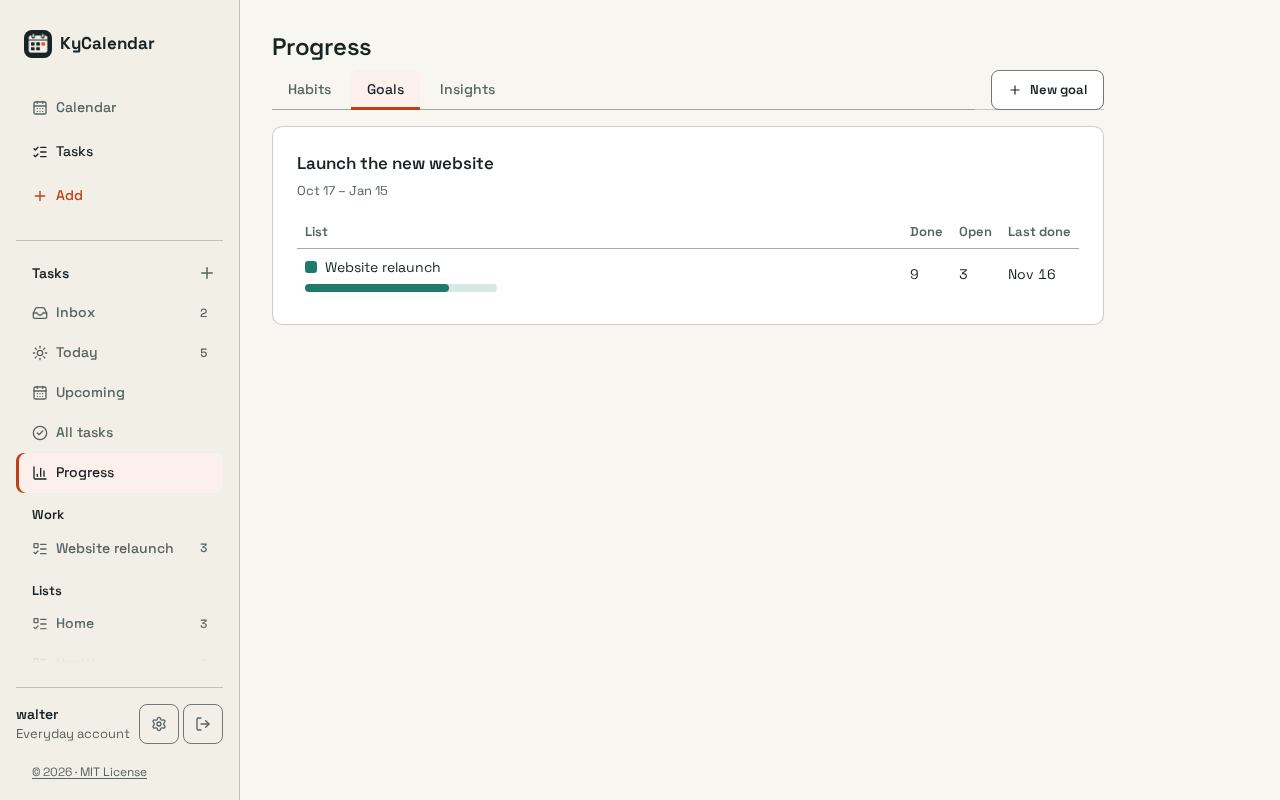 KyCalendar
Calendar
Tasks
Add
Tasks
Inbox 2
Today 5
Upcoming
All tasks
Progress
Work
Website relaunch 3
Lists
Home 3
walter
Everyday account
© 2026 · MIT License
Progress
Habits Goals Insights
New goal
Launch the new website
Oct 17 – Jan 15
List Done Open Last done
Website relaunch 9 3 Nov 16